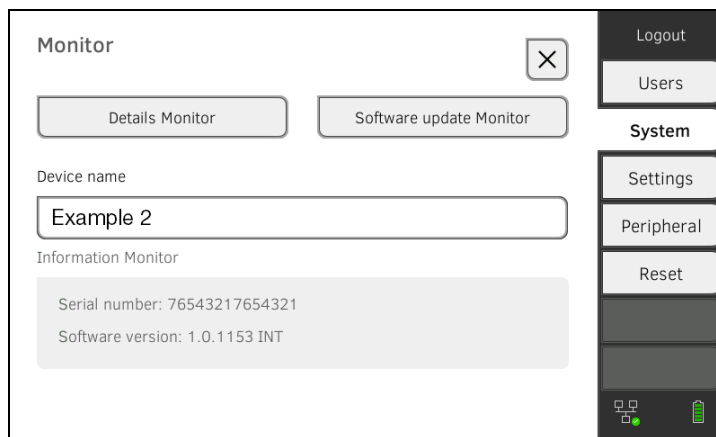 Monitor
Details Monitor
Software update Monitor
Device name
Example 2
Information Monitor
Serial number: 76543217654321
Software version: 1.0.1153 INT
Logout
Users
System
Settings
Peripheral
Reset